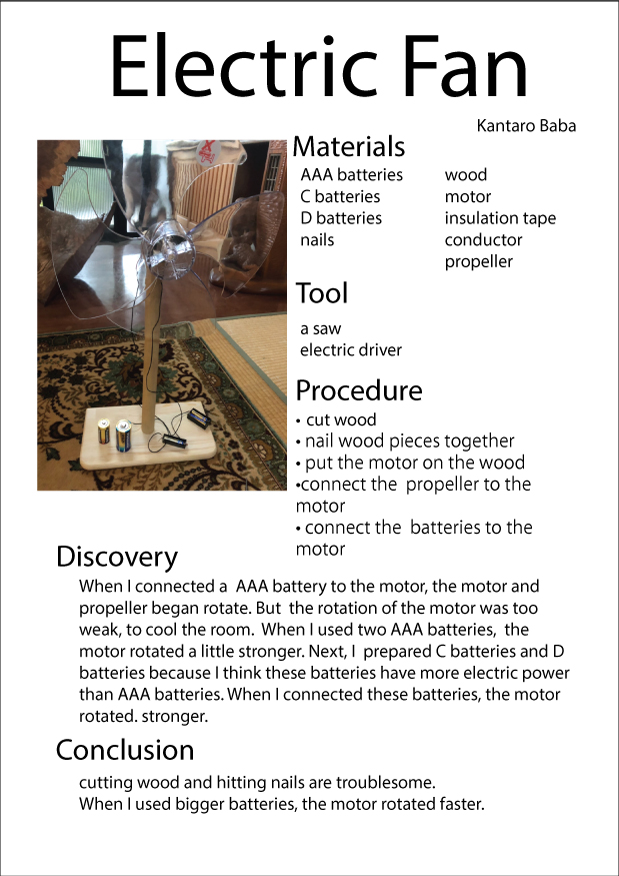 Electric Fan
Kantaro Baba
Materials
AAA batteries
C batteries
D batteries
nails
wood
motor
insulation tape
conductor
propeller
Tool
a saw
electric driver
Procedure
• cut wood
• nail wood pieces together
• put the motor on the wood
•connect the  propeller to the
motor
• connect the  batteries to the
motor
Discovery
When I connected a  AAA battery to the motor, the motor and
propeller began rotate. But  the rotation of the motor was too
weak, to cool the room.  When I used two AAA batteries,  the
motor rotated a little stronger. Next, I  prepared C batteries and D
batteries because I think these batteries have more electric power
than AAA batteries. When I connected these batteries, the motor
rotated. stronger.
Conclusion
cutting wood and hitting nails are troublesome.
When I used bigger batteries, the motor rotated faster.